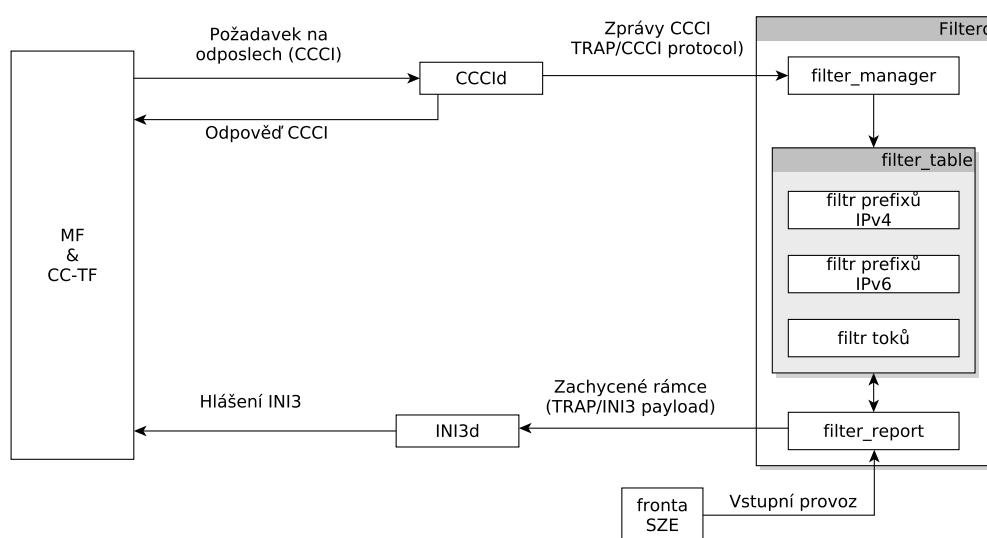 Požadavek na
odposlech (CCCI)
Zprávy CCCI
TRAP/CCCI protocol)
CCCId
filter_manager
Odpověď CCCI
filter_table
filtr prefixů
IPv4
MF
&
CC-TF
filtr prefixů
IPv6
filtr toků
Hlášení INI3
Zachycené rámce
(TRAP/INI3 payload)
INI3d
filter_report
Vstupní provoz
fronta
SZE